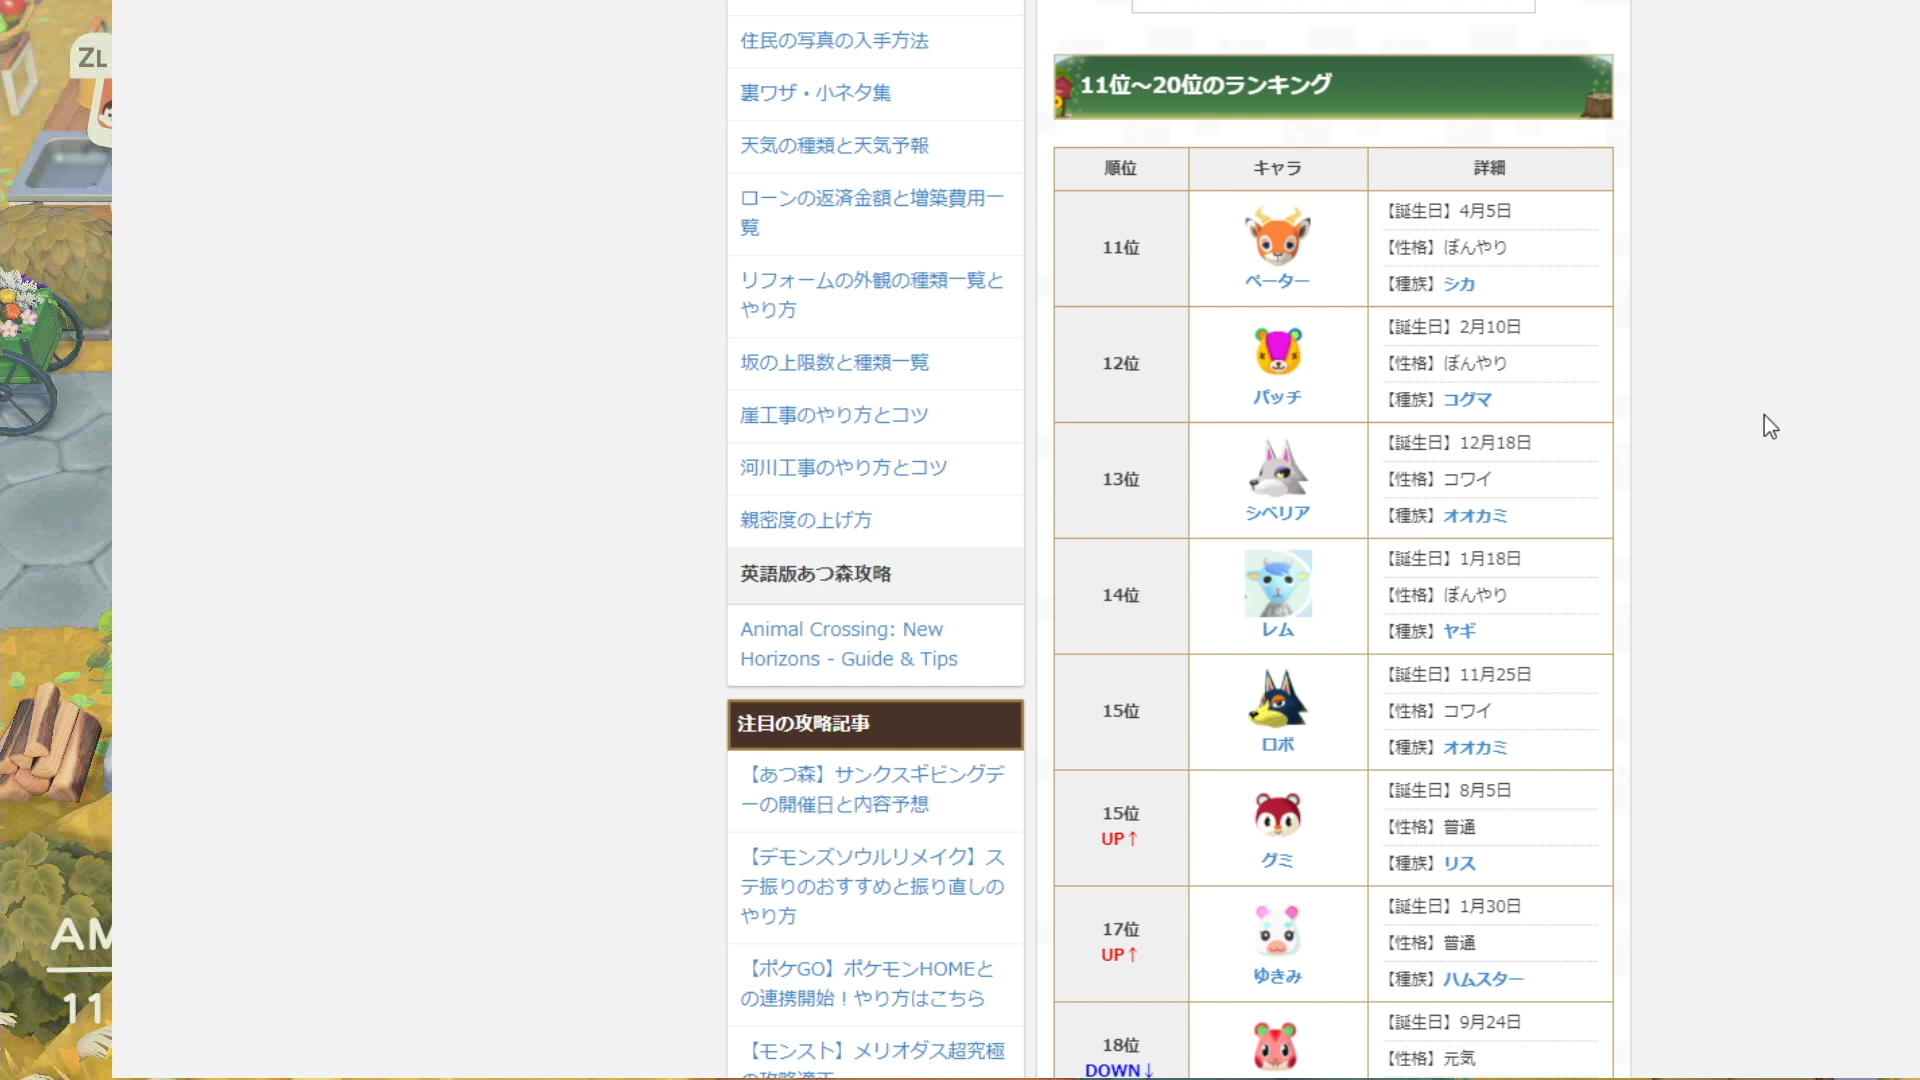 ZL
AM
11
住民の写真の入手方法
裏ワザ・小ネタ集
天気の種類と天気予報
ローンの返済金額と増築費用一
覧
リフォームの外観の種類一覧と
やり方
坂の上限数と種類一覧
崖工事のやり方とコツ
河川工事のやり方とコツ
親密度の上げ方
英語版あつ森攻略
Animal Crossing: New
Horizons - Guide & Tips
注目の攻略記事
【あつ森】サンクスギビングデ
ーの開催日と内容予想
【デモンズソウルリメイク】ス
テ振りのおすすめと振り直しの
やり方
【ポケGO】ポケモンHOMEと
の連携開始！やり方はこちら
【モンスト】メリオダス超究極
の攻略適正
11位～20位のランキング
順位 キャラ 詳細
11位
ペーター
【誕生日】4月5日
【性格】ぼんやり
【種族】シカ
12位
パッチ
【誕生日】2月10日
【性格】ぼんやり
【種族】コグマ
13位
シベリア
【誕生日】12月18日
【性格】コワイ
【種族】オオカミ
14位
レム
【誕生日】1月18日
【性格】ぼんやり
【種族】ヤギ
15位
ロボ
【誕生日】11月25日
【性格】コワイ
【種族】オオカミ
15位
UP↑
グミ
【誕生日】8月5日
【性格】普通
【種族】リス
17位
UP↑
ゆきみ
【誕生日】1月30日
【性格】普通
【種族】ハムスター
18位
DOWN↓
【誕生日】9月24日
【性格】元気